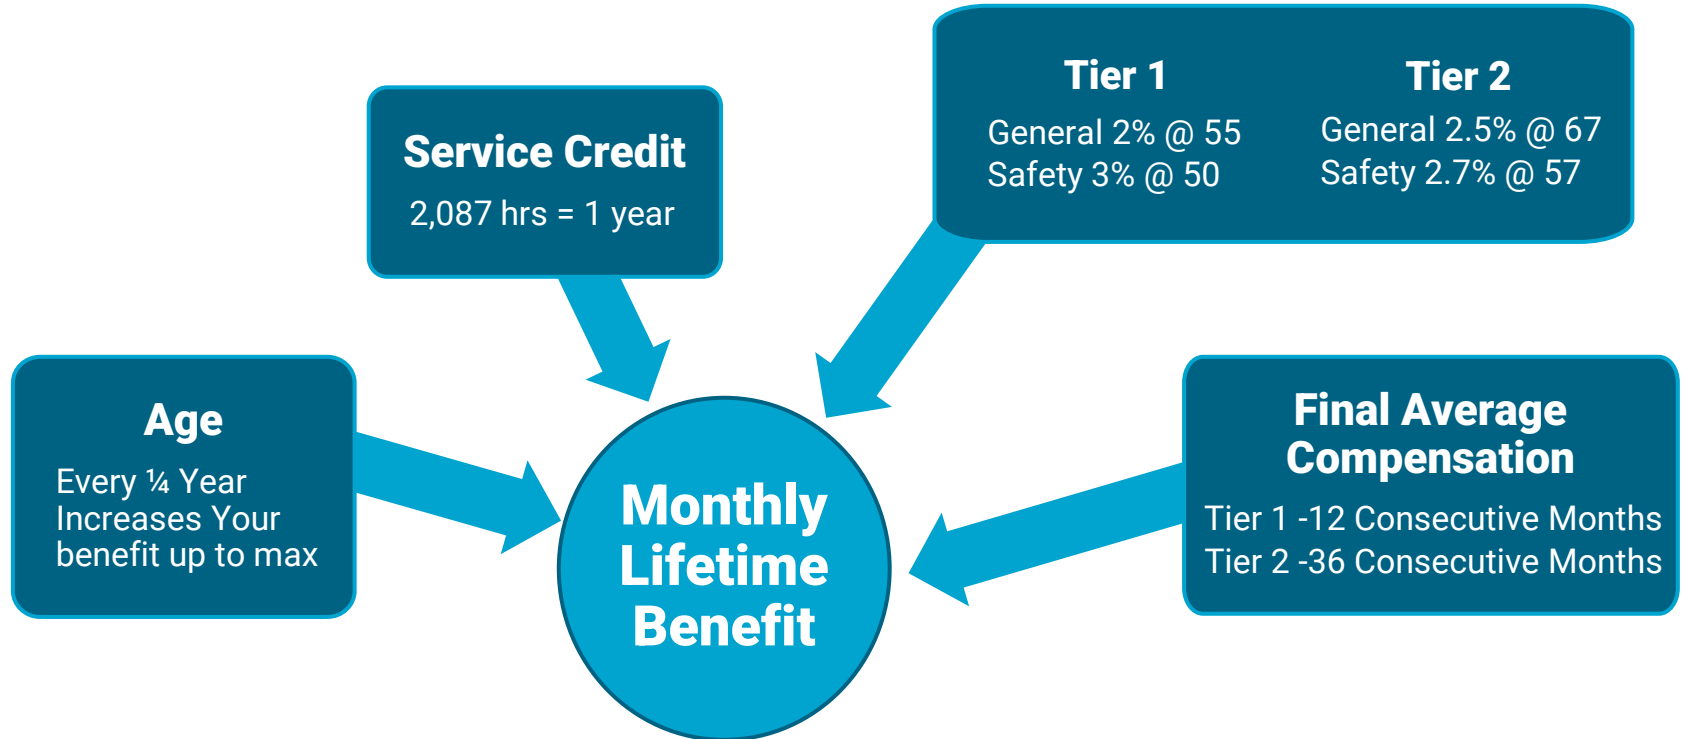 Service Credit
2,087 hrs = 1 year
Tier 1
General 2% @ 55
Safety 3% @ 50
Tier 2
General 2.5% @ 67
Safety 2.7% @ 57
Age
Every ¼ Year
Increases Your
benefit up to max
Monthly
Lifetime
Benefit
Final Average
Compensation
Tier 1 -12 Consecutive Months
Tier 2 -36 Consecutive Months